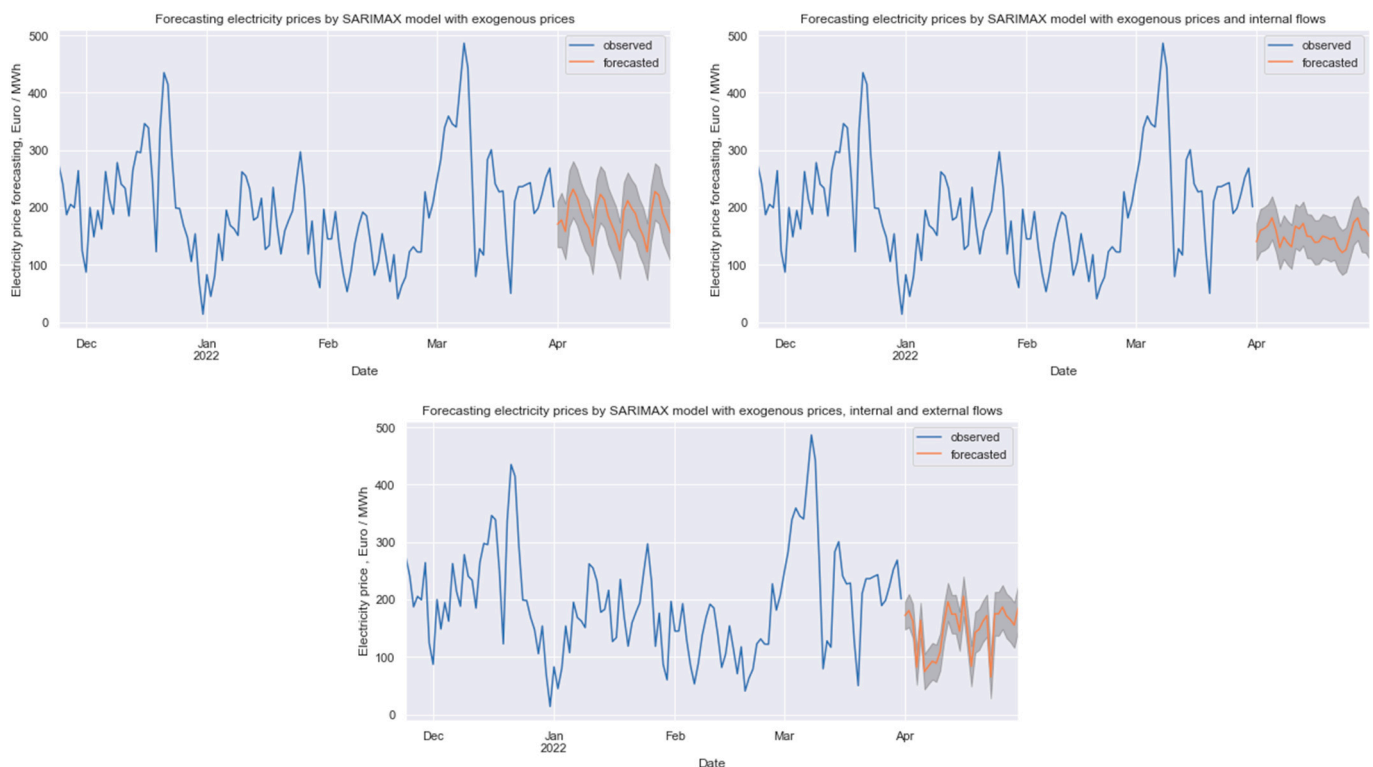 Forecasting electricity prices by SARIMAX model with exogenous prices
Electricity price forecasting, Euro / MWh
500
400
300
200
100
0
observed
forecasted
Dec
Jan
2022
Feb
Mar
Apr
Date
Forecasting electricity prices by SARIMAX model with exogenous prices and internal flows
Electricity price forecasting, Euro / MWh
500
400
300
200
100
0
observed
forecasted
Dec
Jan
2022
Feb
Mar
Apr
Date
Forecasting electricity prices by SARIMAX model with exogenous prices, internal and external flows
Electricity price , Euro / MWh
500
400
300
200
100
0
observed
forecasted
Dec
Jan
2022
Feb
Mar
Apr
Date